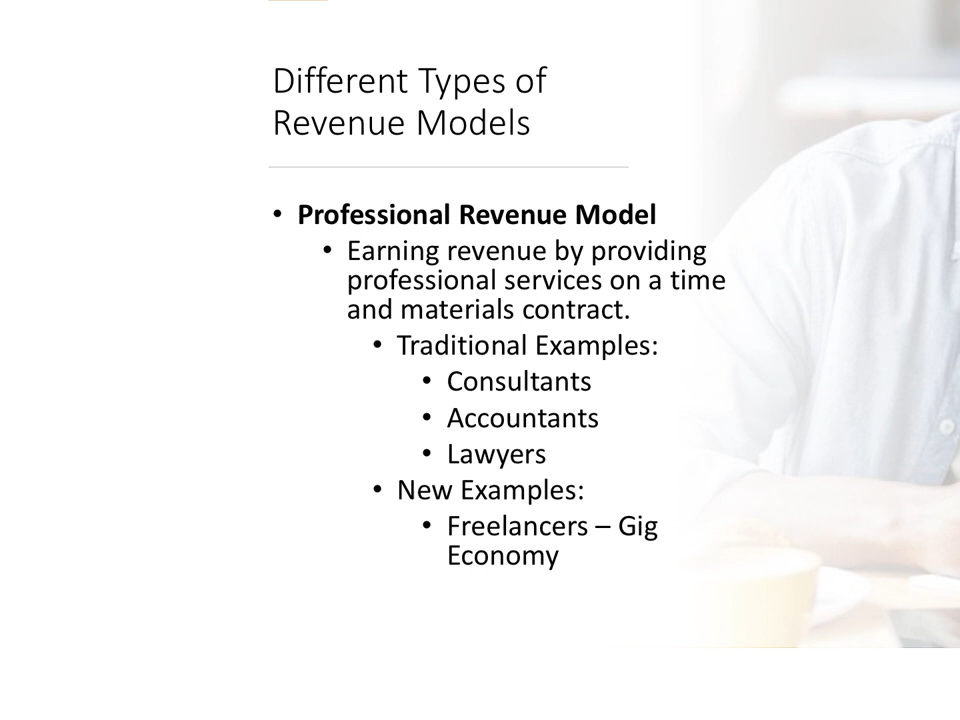 Different Types of
Revenue Models
• Professional Revenue Model
• Earning revenue by providing
professional services on a time
and materials contract.
• Traditional Examples:
• Consultants
• Accountants
• Lawyers
• New Examples:
• Freelancers – Gig
Economy